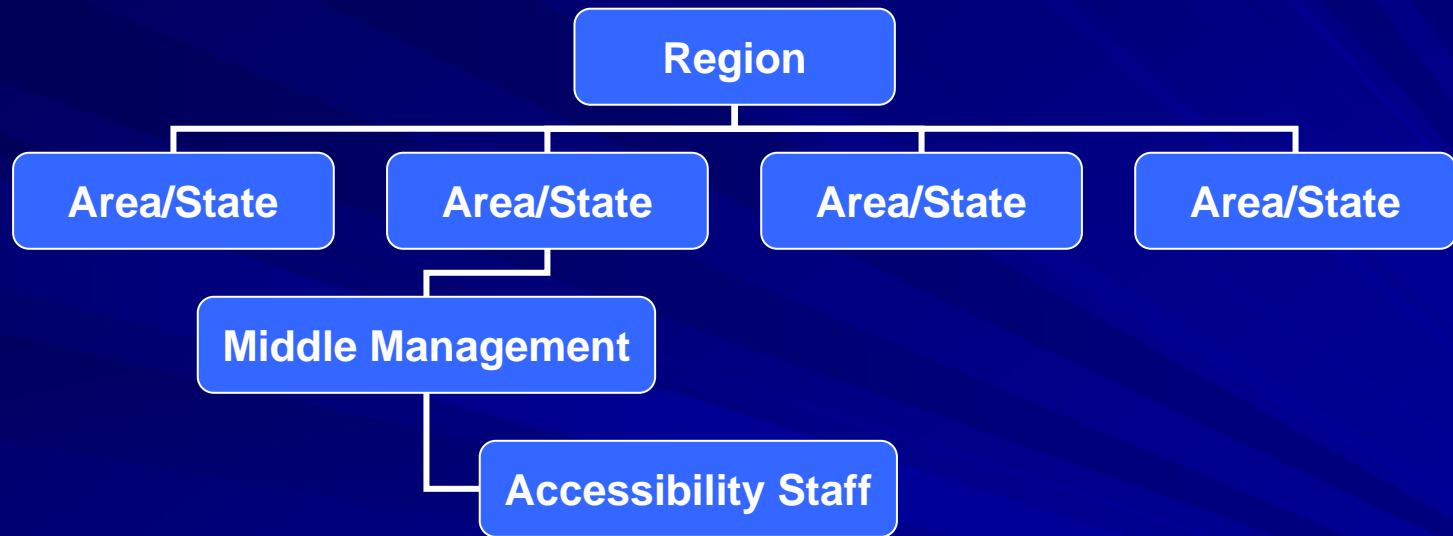 Region
Area/State
Area/State
Area/State
Area/State
Middle Management
Accessibility Staff